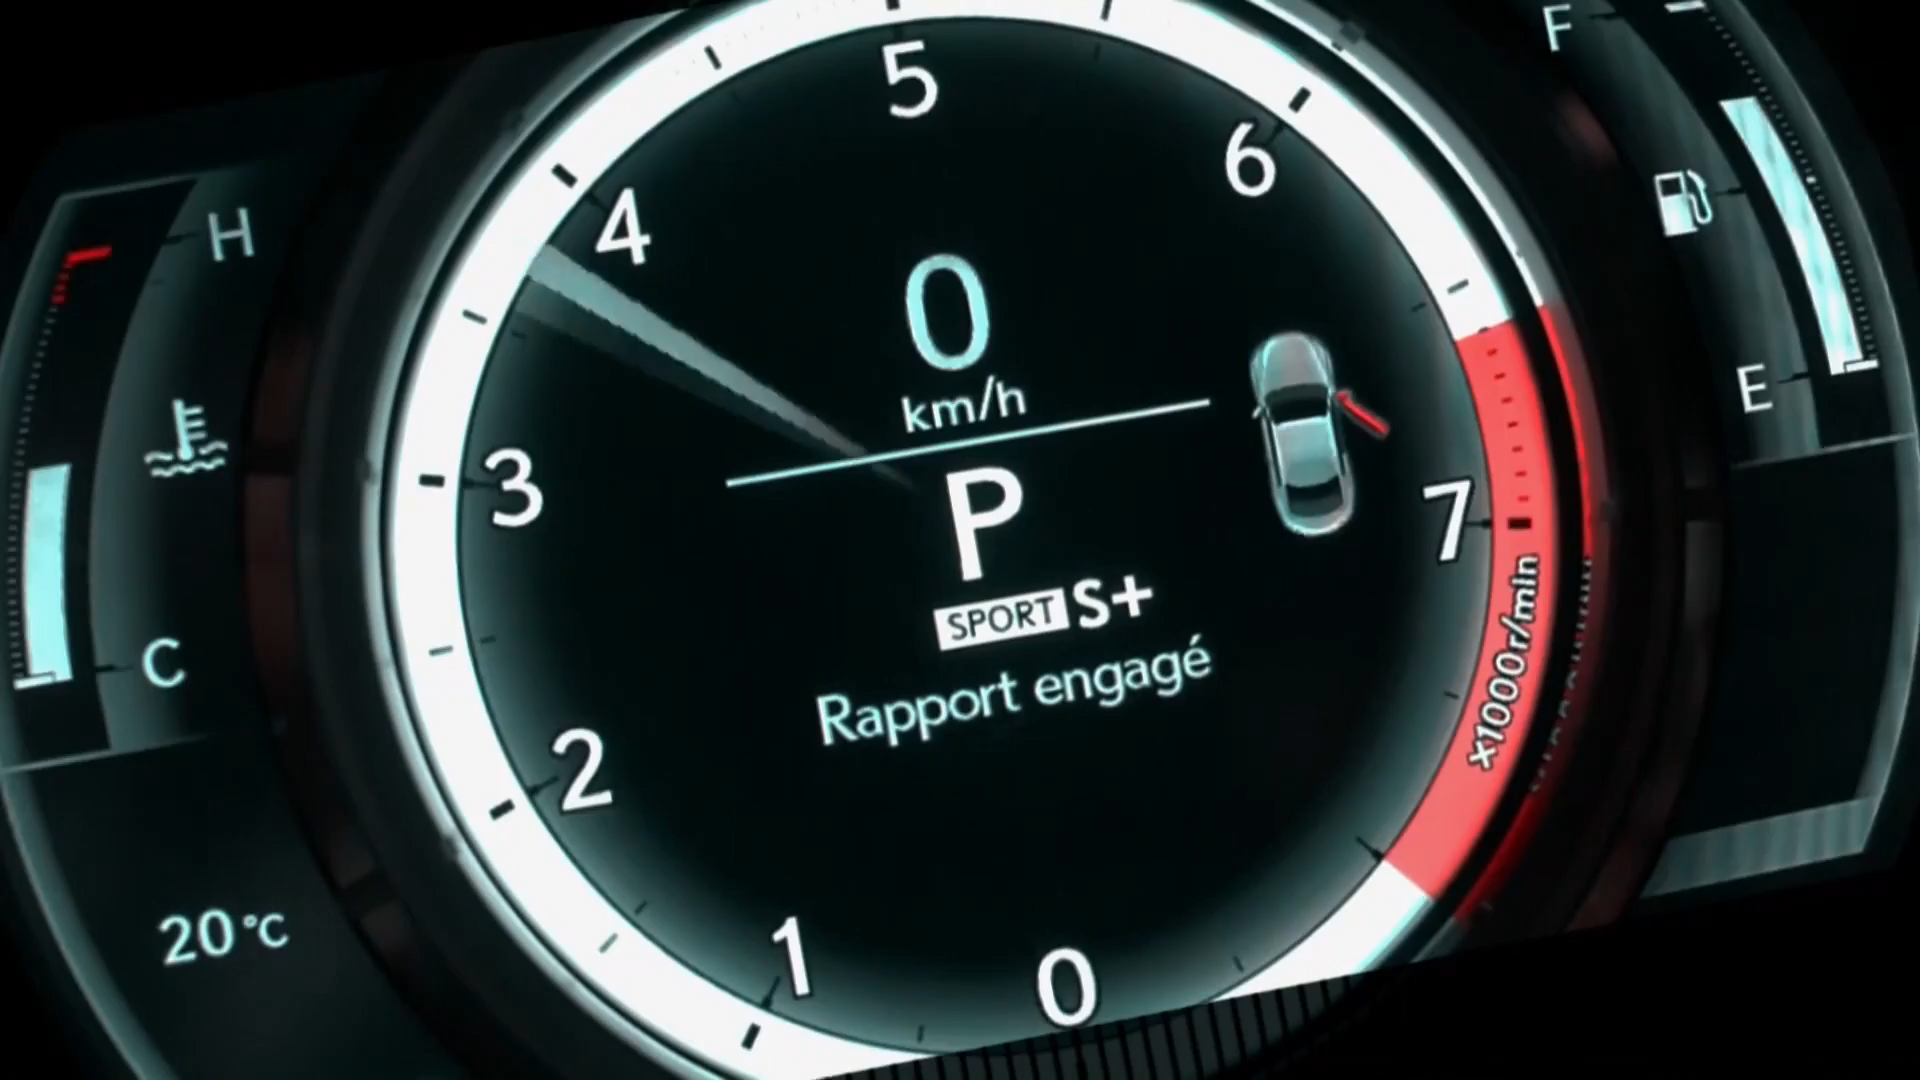 F
5
6
4
H
0
km/h
E
3
P
7
SPORT S+
C
Rapport engagé
x1000r/min
2
20°C
1
0